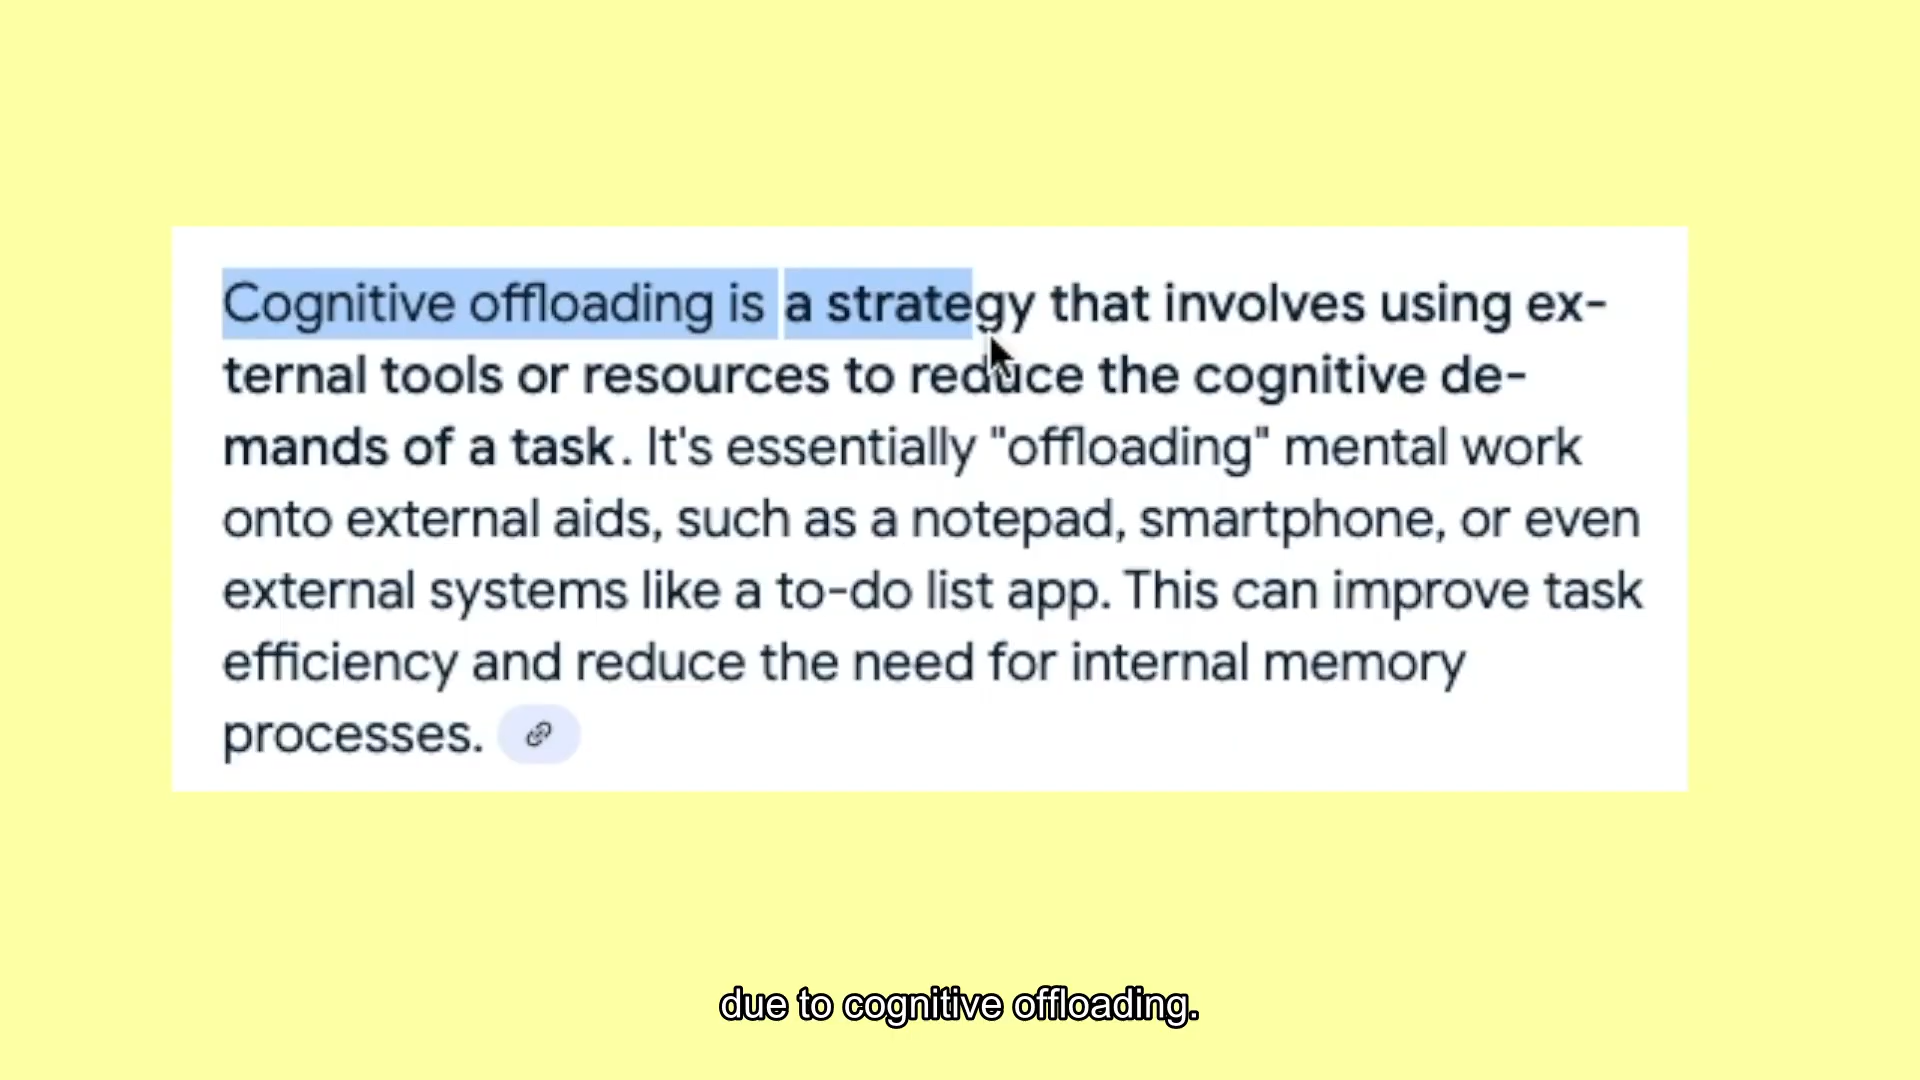 Cognitive offloading is a strategy that involves using ex-
ternal tools or resources to reduce the cognitive de-
mands of a task. It's essentially "offloading" mental work
onto external aids, such as a notepad, smartphone, or even
external systems like a to-do list app. This can improve task
efficiency and reduce the need for internal memory
processes.
due to cognitive offloading.